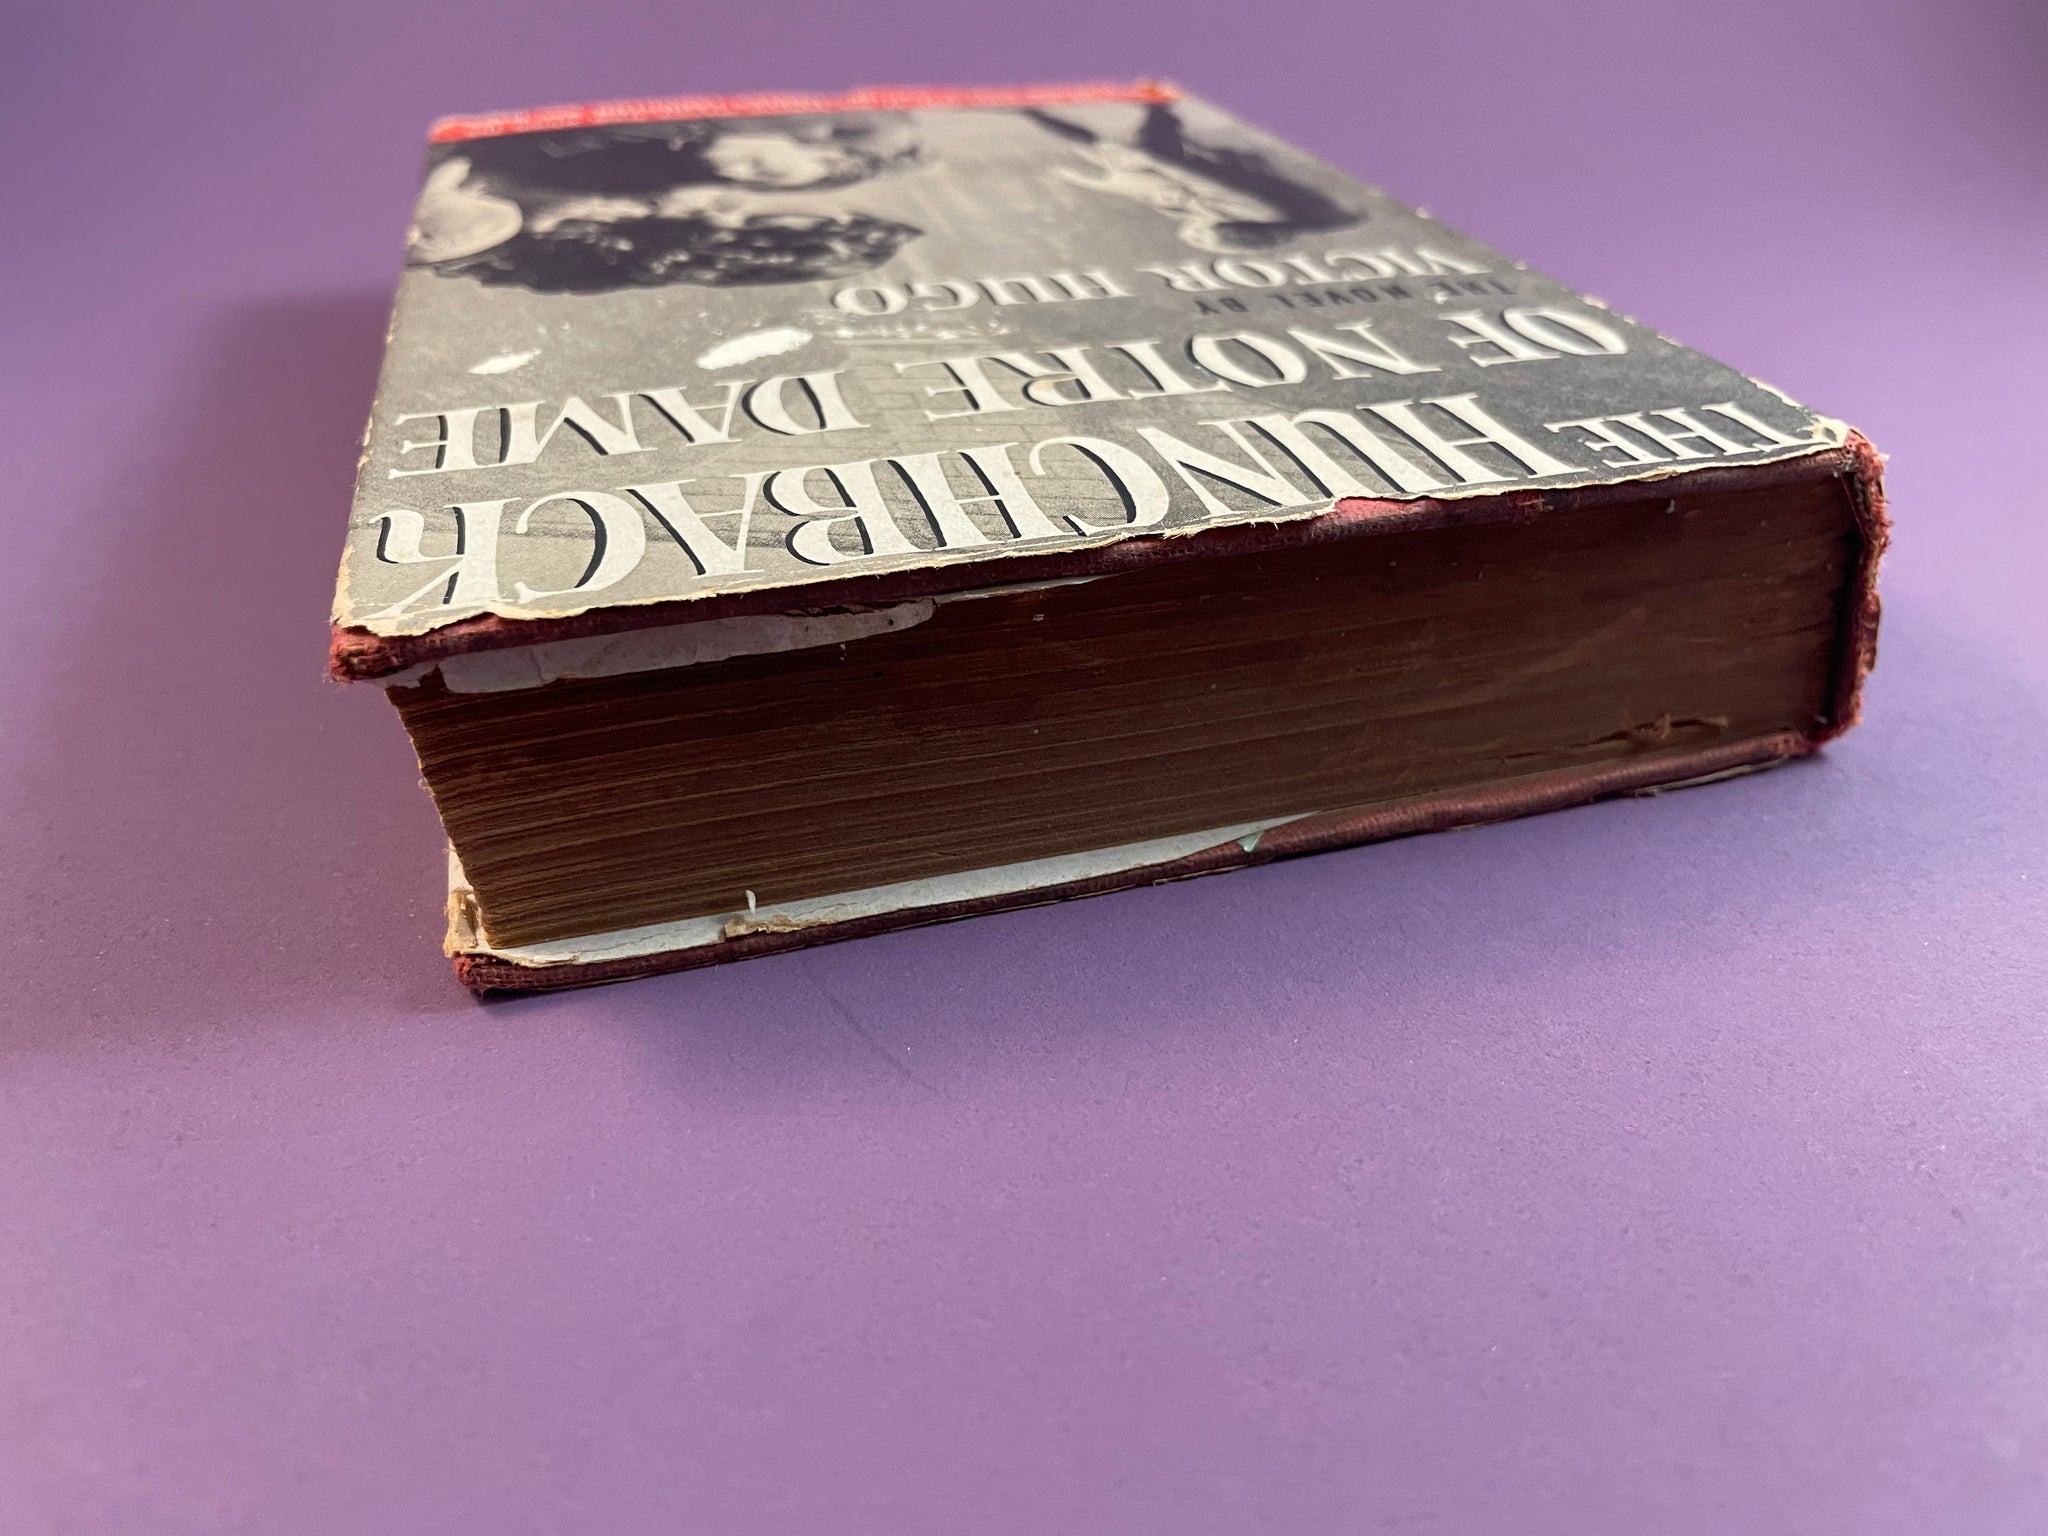 THE HUNCHBACK
OF NOTRE DAME
THE NOVEL BY
VICTOR HUGO